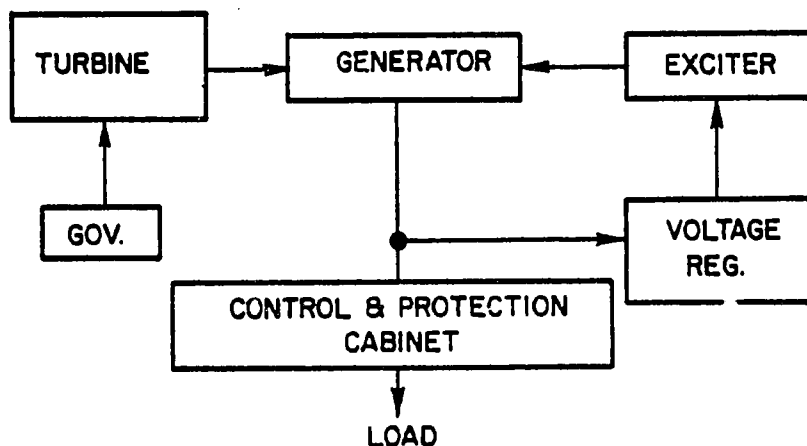 TURBINE
GENERATOR
EXCITER
GOV.
VOLTAGE
REG.
CONTROL & PROTECTION
CABINET
LOAD